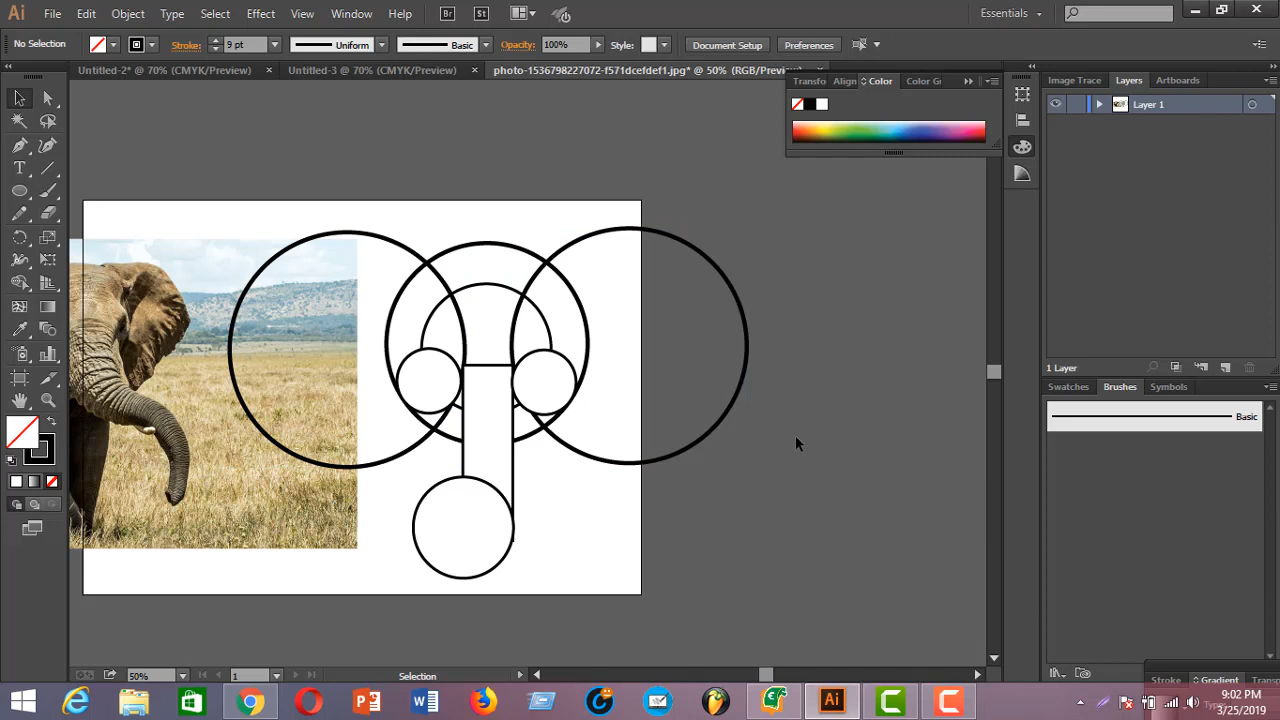 Ai File Edit Object Type Select Effect View Window Help Br St Essentials
No Selection Stroke: 9 pt Uniform Basic Opacity: 100% Style: Document Setup Preferences
Untitled-2* @ 70% (CMYK/Preview) × Untitled-3 @ 70% (CMYK/Preview) × photo-1536798227072-f571dcefdef1.jpg* @ 50% (RGB/Preview)
Transfo Align Color Color G
Image Trace Layers Artboards
Layer 1
1 Layer
Swatches Brushes Symbols
Basic
50% 1 Selection
Stroke Gradient Transp
Ai
9:02 PM
3/25/2019